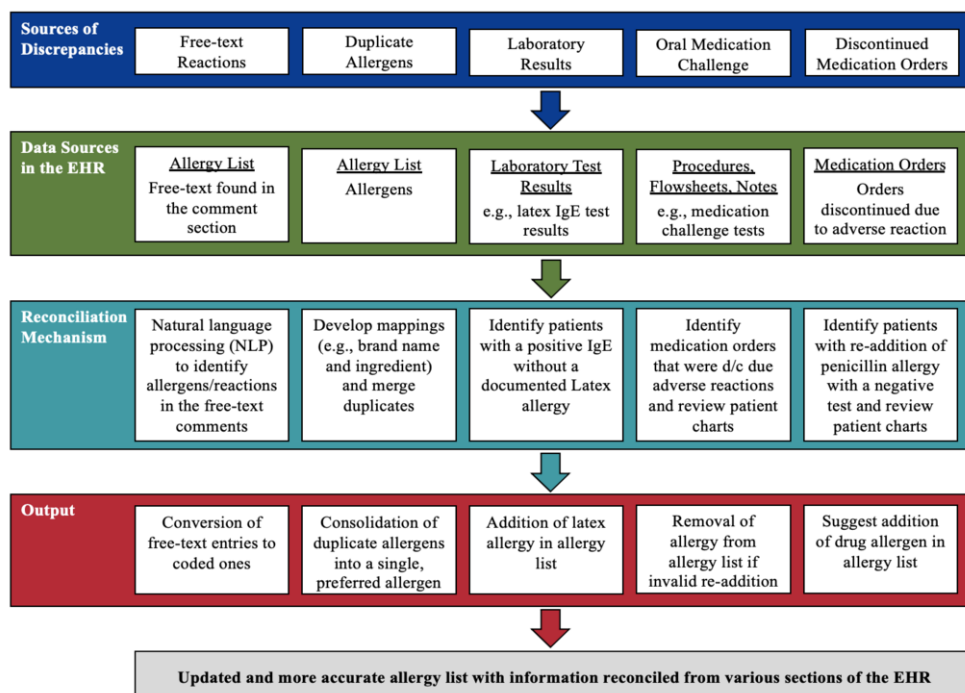 Sources of
Discrepancies
Free-text
Reactions
Duplicate
Allergens
Laboratory
Results
Oral Medication
Challenge
Discontinued
Medication Orders
Data Sources
in the EHR
Allergy List
Free-text found in
the comment
section
Allergy List
Allergens
Laboratory Test
Results
e.g., latex IgE test
results
Procedures,
Flowsheets, Notes
e.g., medication
challenge tests
Medication Orders
Orders
discontinued due
to adverse reaction
Reconciliation
Mechanism
Natural language
processing (NLP)
to identify
allergens/reactions
in the free-text
comments
Develop mappings
(e.g., brand name
and ingredient)
and merge
duplicates
Identify patients
with a positive IgE
without a
documented Latex
allergy
Identify
medication orders
that were d/c due
adverse reactions
and review patient
charts
Identify patients
with re-addition of
penicillin allergy
with a negative
test and review
patient charts
Output
Conversion of
free-text entries to
coded ones
Consolidation of
duplicate allergens
into a single,
preferred allergen
Addition of latex
allergy in allergy
list
Removal of
allergy from
allergy list if
invalid re-addition
Suggest addition
of drug allergen in
allergy list
Updated and more accurate allergy list with information reconciled from various sections of the EHR